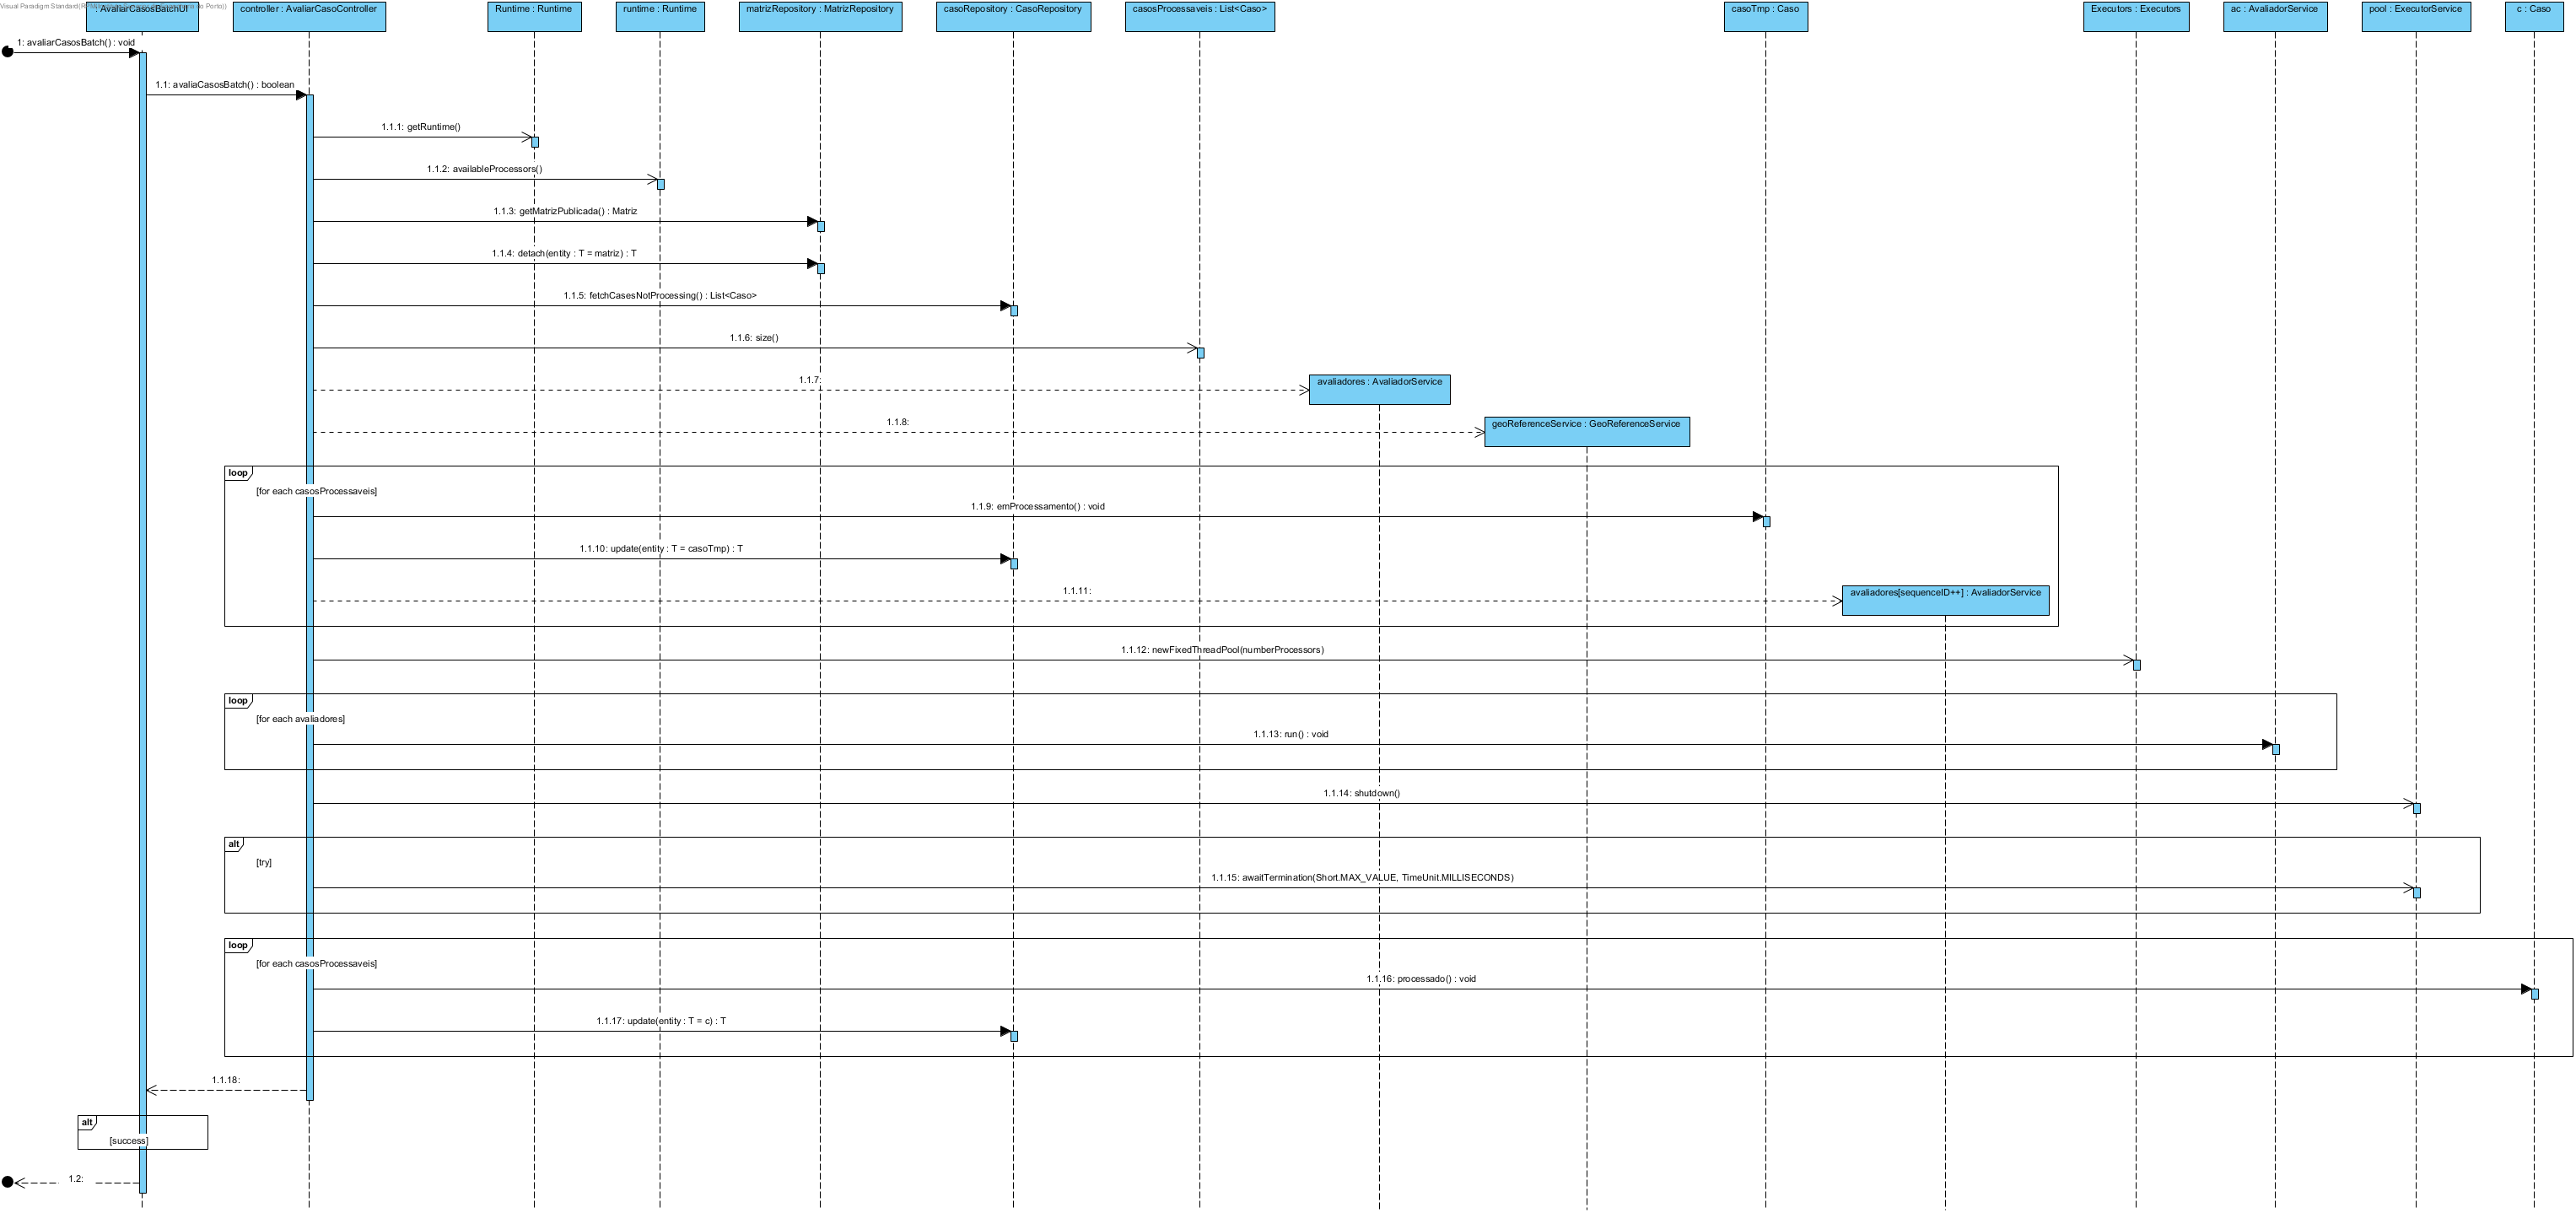 Visual Paradigm Standard(
do Porto))
: AvaliarCasosBatchUI
controller : AvaliarCasoController
Runtime : Runtime
runtime : Runtime
matrizRepository : MatrizRepository
casoRepository : CasoRepository
casosProcessaveis : List<Caso>
casoTmp : Caso
Executors : Executors
ac : AvaliadorService
pool : ExecutorService
c : Caso
1: avaliarCasosBatch() : void
1.1: avaliaCasosBatch() : boolean
1.1.1: getRuntime()
1.1.2: availableProcessors()
1.1.3: getMatrizPublicada() : Matriz
1.1.4: detach(entity : T = matriz) : T
1.1.5: fetchCasesNotProcessing() : List<Caso>
1.1.6: size()
1.1.7:
avaliadores : AvaliadorService
1.1.8:
geoReferenceService : GeoReferenceService
loop
[for each casosProcessaveis]
1.1.9: emProcessamento() : void
1.1.10: update(entity : T = casoTmp) : T
1.1.11:
avaliadores[sequenceID++] : AvaliadorService
1.1.12: newFixedThreadPool(numberProcessors)
loop
[for each avaliadores]
1.1.13: run() : void
1.1.14: shutdown()
alt
[try]
1.1.15: awaitTermination(Short.MAX_VALUE, TimeUnit.MILLISECONDS)
loop
[for each casosProcessaveis]
1.1.16: processado() : void
1.1.17: update(entity : T = c) : T
1.1.18:
alt
[success]
1.2: